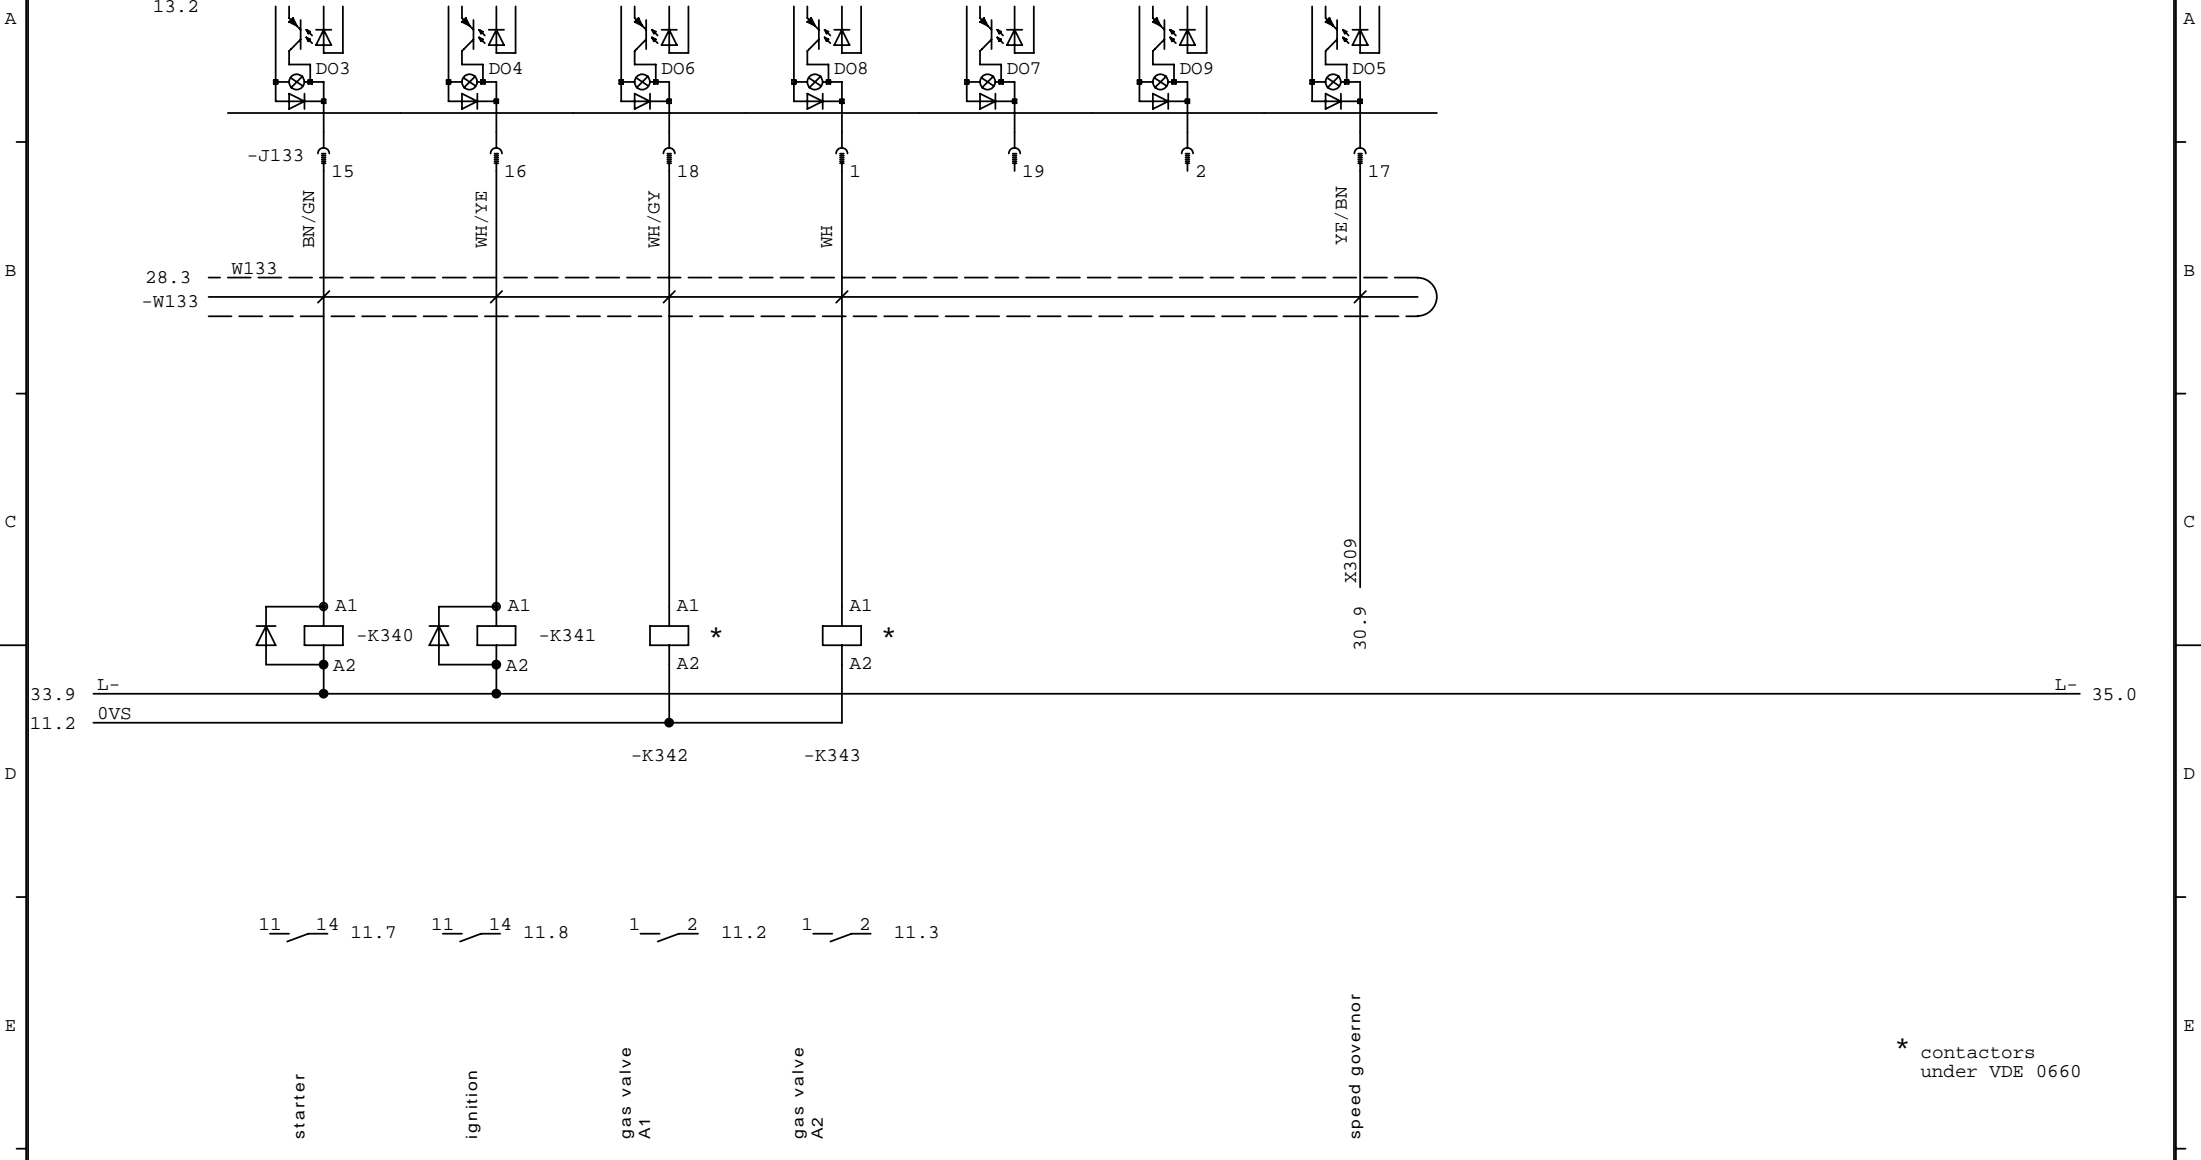 A
13.2
A
DO3
DO4
DO6
DO8
DO7
DO9
DO5
-J133
15
16
18
1
19
2
17
BN/GN
WH/YE
WH/GY
WH
YE/BN
B
28.3
W133
-W133
B
C
C
X309
30.9
A1
-K340
A2
A1
-K341
A2
A1
*
A2
A1
*
A2
33.9
L-
L-
35.0
11.2
0VS
-K342
-K343
D
D
11 14 11.7
11 14 11.8
1 2 11.2
1 2 11.3
E
E
starter
ignition
gas valve
A1
gas valve
A2
speed governor
* contactors
under VDE 0660